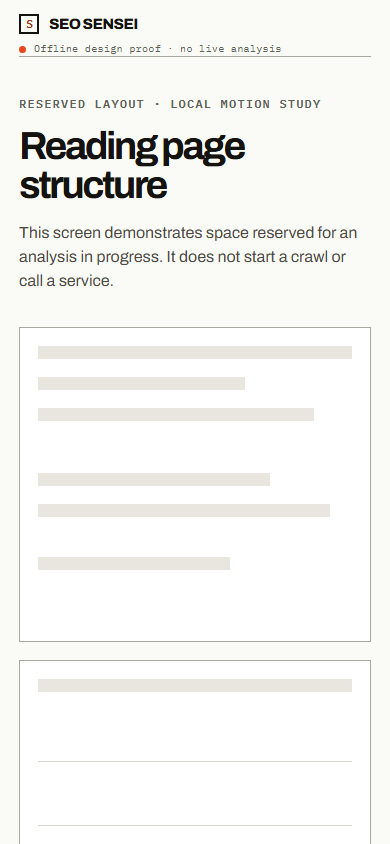 S SEO SENSEI
Offline design proof · no live analysis
RESERVED LAYOUT · LOCAL MOTION STUDY
Reading page
structure
This screen demonstrates space reserved for an
analysis in progress. It does not start a crawl or
call a service.